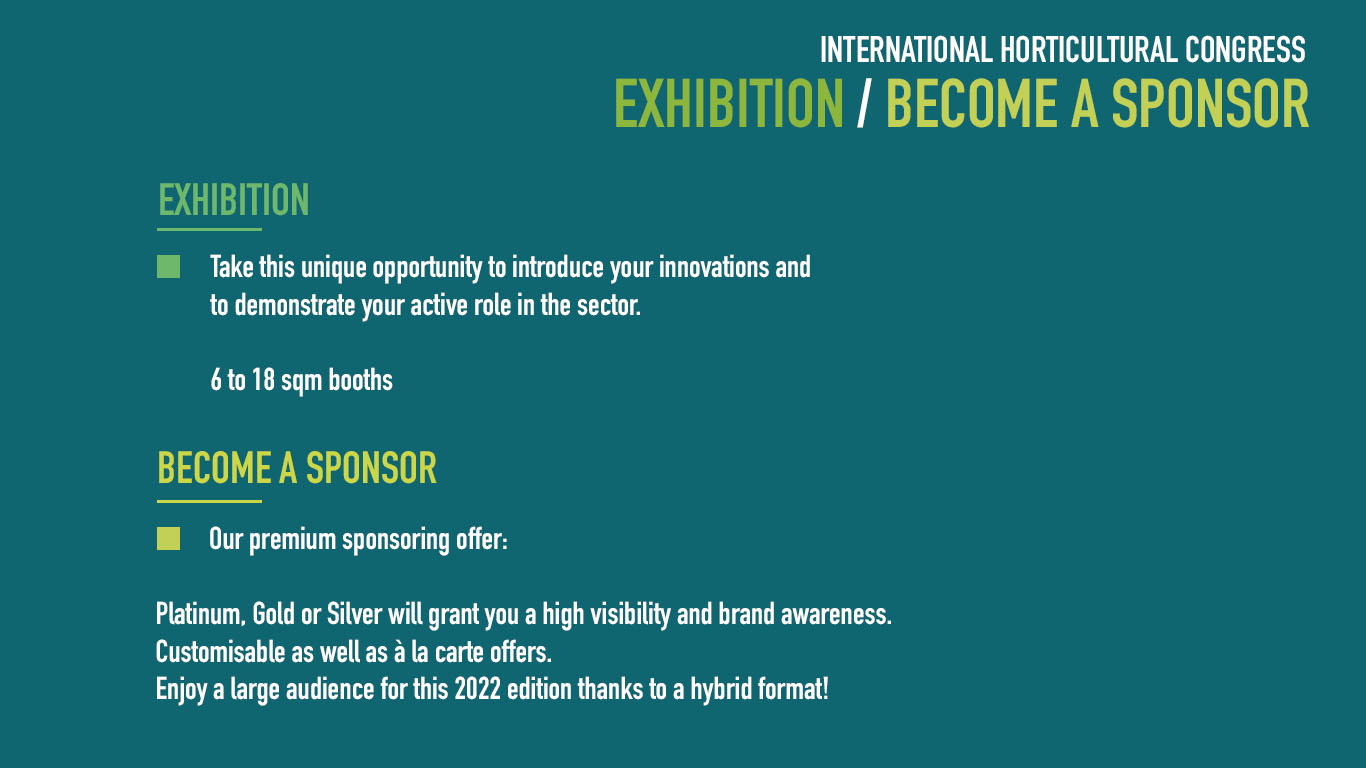 INTERNATIONAL HORTICULTURAL CONGRESS
EXHIBITION / BECOME A SPONSOR
EXHIBITION
Take this unique opportunity to introduce your innovations and
to demonstrate your active role in the sector.
6 to 18 sqm booths
BECOME A SPONSOR
Our premium sponsoring offer:
Platinum, Gold or Silver will grant you a high visibility and brand awareness.
Customisable as well as à la carte offers.
Enjoy a large audience for this 2022 edition thanks to a hybrid format!